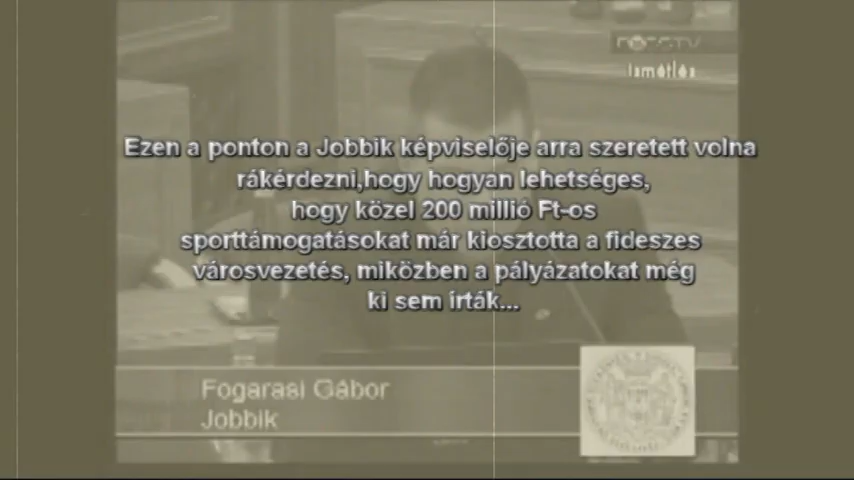 ismétlés
Ezen a ponton a Jobbik képviselője arra szeretett volna
rákérdezni,hogy hogyan lehetséges,
hogy közel 200 millió Ft-os
sporttámogatásokat már kiosztotta a fideszes
városvezetés, miközben a pályázatokat még
ki sem írták...
Fogarasi Gábor
Jobbik